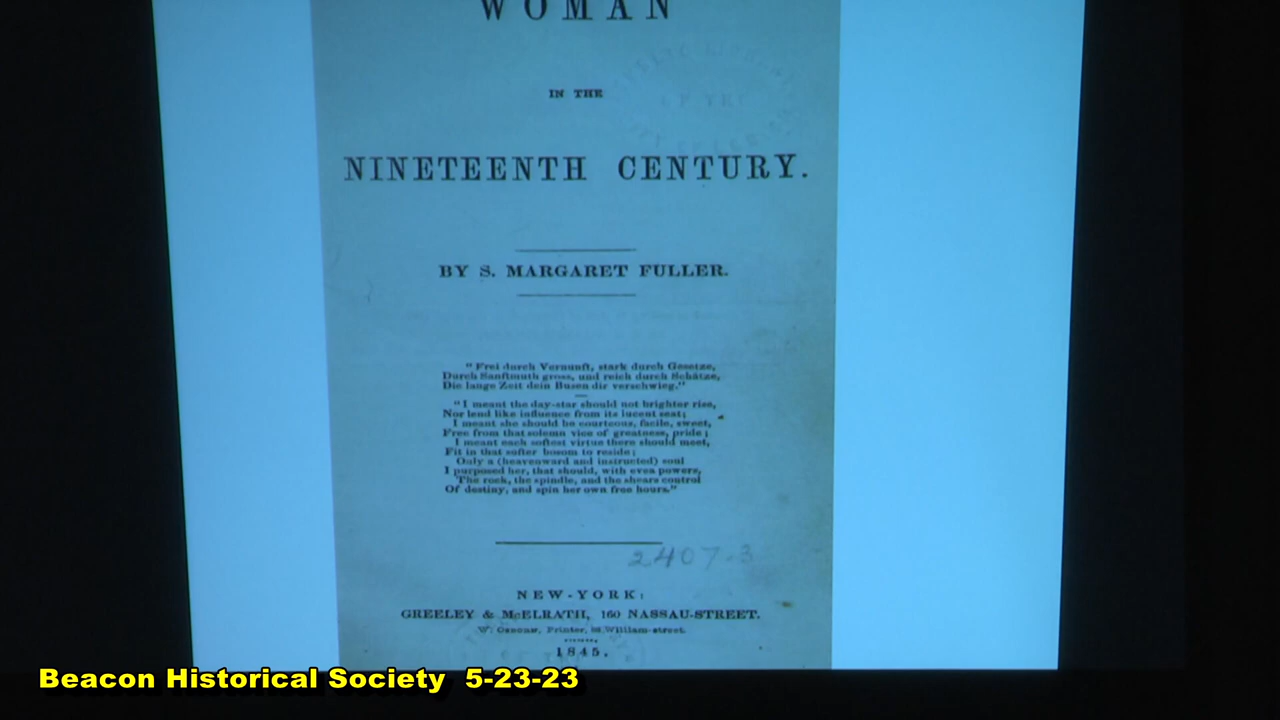 WOMAN
IN THE
NINETEENTH CENTURY.
BY S. MARGARET FULLER.
"Frei durch Vernunft, stark durch Gesetze,
Durch Sanftmuth gross, und reich durch Schätze,
Die lange Zeit dein Busen dir verschwieg."
"I meant the day-star should not brighter rise,
Nor lend like influence from its lucent seat;
I meant she should be courteous, facile, sweet,
Free from that solemn vice of greatness, pride;
I meant each softest virtue there should meet,
Fit in that softer bosom to reside;
Only a (heavenward and instructed) soul
I purposed her, that should, with even powers,
The rock, the spindle, and the shears control
Of destiny, and spin her own free hours."
2407.3
NEW-YORK:
GREELEY & McELRATH, 160 NASSAU-STREET.
W. Osborn, Printer, William-street.
1845.
Beacon Historical Society 5-23-23